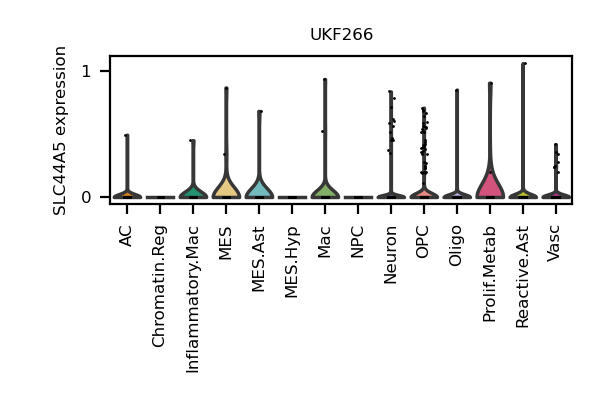 UKF266
SLC44A5 expression
1
0
AC
Chromatin.Reg
Inflammatory.Mac
MES
MES.Ast
MES.Hyp
Mac
NPC
Neuron
OPC
Oligo
Prolif.Metab
Reactive.Ast
Vasc